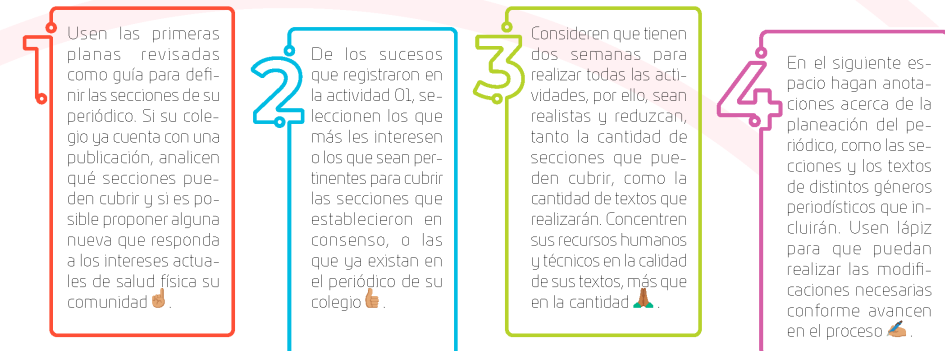 1
Usen las primeras
planas revisadas
como guía para defi-
nir las secciones de su
periódico. Si su cole-
gio ya cuenta con una
publicación, analicen
qué secciones pue-
den cubrir y si es po-
sible proponer alguna
nueva que responda
a los intereses actua-
les de salud física su
comunidad ☝🏽.
2
De los sucesos
que registraron en
la actividad 01, se-
leccionen los que
más les interesen
o los que sean per-
tinentes para cubrir
las secciones que
establecieron en
consenso, o las
que ya existan en
el periódico de su
colegio 👍🏽.
3
Consideren que tienen
dos semanas para
realizar todas las acti-
vidades, por ello, sean
realistas y reduzcan,
tanto la cantidad de
secciones que pue-
den cubrir, como la
cantidad de textos que
realizarán. Concentren
sus recursos humanos
y técnicos en la calidad
de sus textos, más que
en la cantidad 🙏🏾.
4
En el siguiente es-
pacio hagan anota-
ciones acerca de la
planeación del pe-
riódico, como las se-
cciones y los textos
de distintos géneros
periodísticos que in-
cluirán. Usen lápiz
para que puedan
realizar las modifi-
caciones necesarias
conforme avancen
en el proceso ✍🏽.